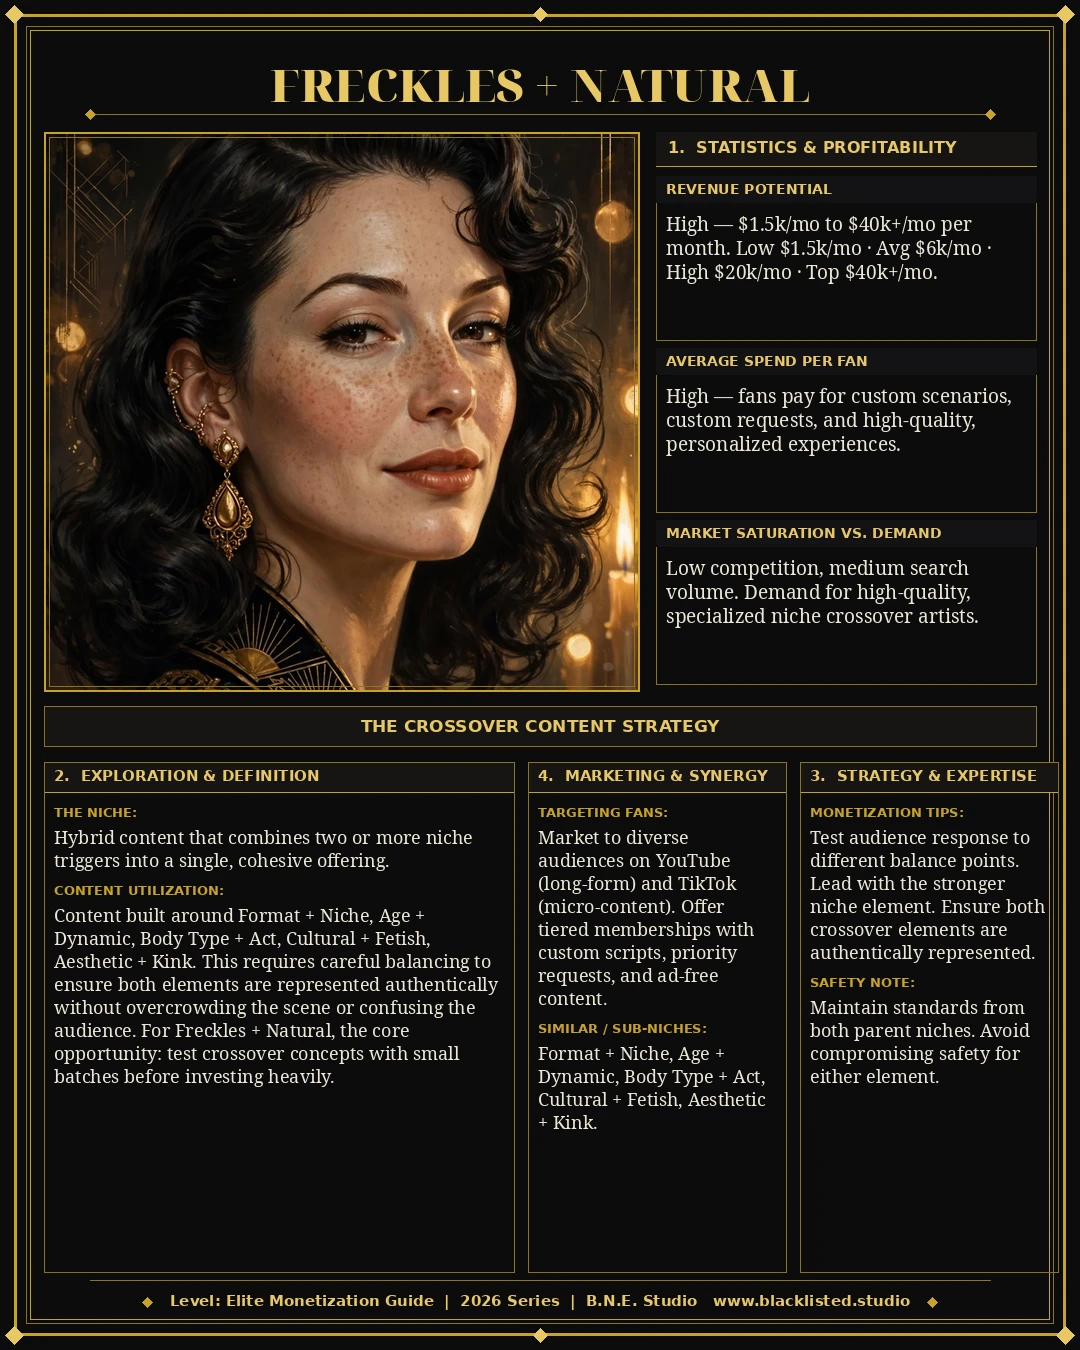 FRECKLES + NATURAL
1. STATISTICS & PROFITABILITY
REVENUE POTENTIAL
High — $1.5k/mo to $40k+/mo per
month. Low $1.5k/mo · Avg $6k/mo ·
High $20k/mo · Top $40k+/mo.
AVERAGE SPEND PER FAN
High — fans pay for custom scenarios,
custom requests, and high-quality,
personalized experiences.
MARKET SATURATION VS. DEMAND
Low competition, medium search
volume. Demand for high-quality,
specialized niche crossover artists.
THE CROSSOVER CONTENT STRATEGY
2. EXPLORATION & DEFINITION
THE NICHE:
Hybrid content that combines two or more niche
triggers into a single, cohesive offering.
CONTENT UTILIZATION:
Content built around Format + Niche, Age +
Dynamic, Body Type + Act, Cultural + Fetish,
Aesthetic + Kink. This requires careful balancing to
ensure both elements are represented authentically
without overcrowding the scene or confusing the
audience. For Freckles + Natural, the core
opportunity: test crossover concepts with small
batches before investing heavily.
4. MARKETING & SYNERGY
TARGETING FANS:
Market to diverse
audiences on YouTube
(long-form) and TikTok
(micro-content). Offer
tiered memberships with
custom scripts, priority
requests, and ad-free
content.
SIMILAR / SUB-NICHES:
Format + Niche, Age +
Dynamic, Body Type + Act,
Cultural + Fetish, Aesthetic
+ Kink.
3. STRATEGY & EXPERTISE
MONETIZATION TIPS:
Test audience response to
different balance points.
Lead with the stronger
niche element. Ensure both
crossover elements are
authentically represented.
SAFETY NOTE:
Maintain standards from
both parent niches. Avoid
compromising safety for
either element.
Level: Elite Monetization Guide | 2026 Series | B.N.E. Studio www.blacklisted.studio